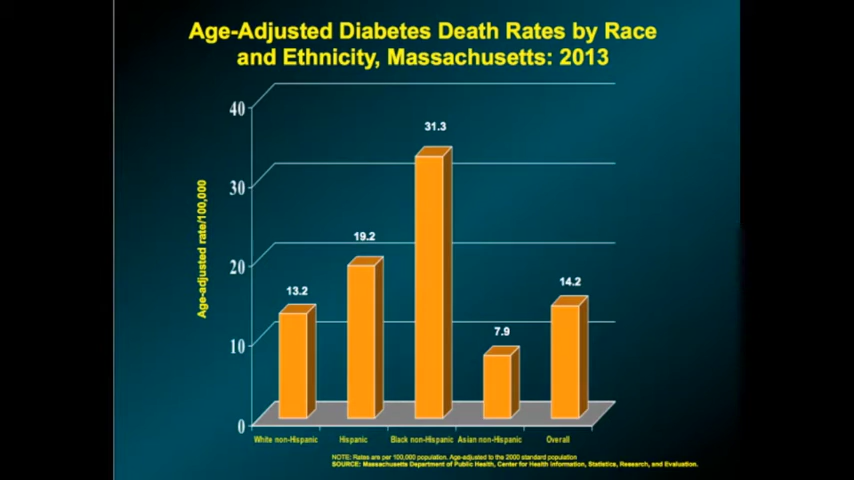 Age-Adjusted Diabetes Death Rates by Race
and Ethnicity, Massachusetts: 2013
40
30
20
10
0
Age-adjusted rate/100,000
13.2
19.2
31.3
7.9
14.2
White non-Hispanic
Hispanic
Black non-Hispanic
Asian non-Hispanic
Overall
NOTE: Rates are per 100,000 population. Age-adjusted to the 2000 standard population
SOURCE: Massachusetts Department of Public Health, Center for Health Information, Statistics, Research, and Evaluation.